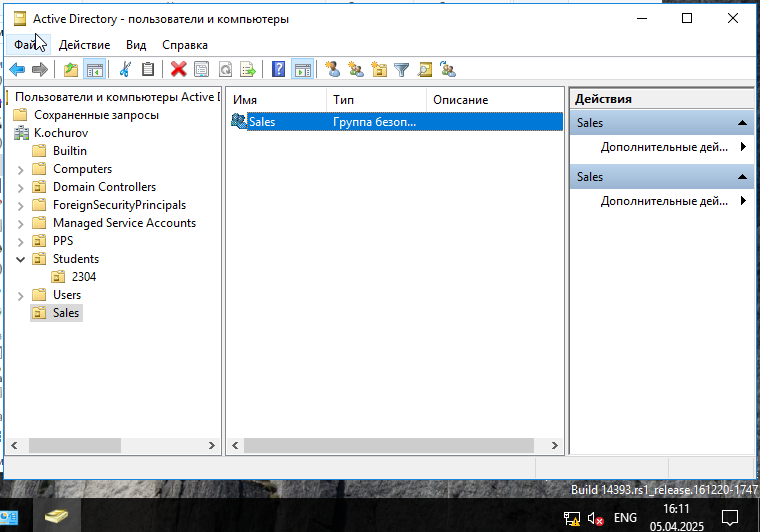 Active Directory - пользователи и компьютеры
Файл Действие Вид Справка
Пользователи и компьютеры Active D
Сохраненные запросы
K.ochurov
Builtin
Computers
Domain Controllers
ForeignSecurityPrincipals
Managed Service Accounts
PPS
Students
2304
Users
Sales
Имя Тип Описание
Sales Группа безоп...
Действия
Sales
Дополнительные дей...
Sales
Дополнительные дей...
Build 14393.rs1_release.161220-1747
ENG
16:11
05.04.2025